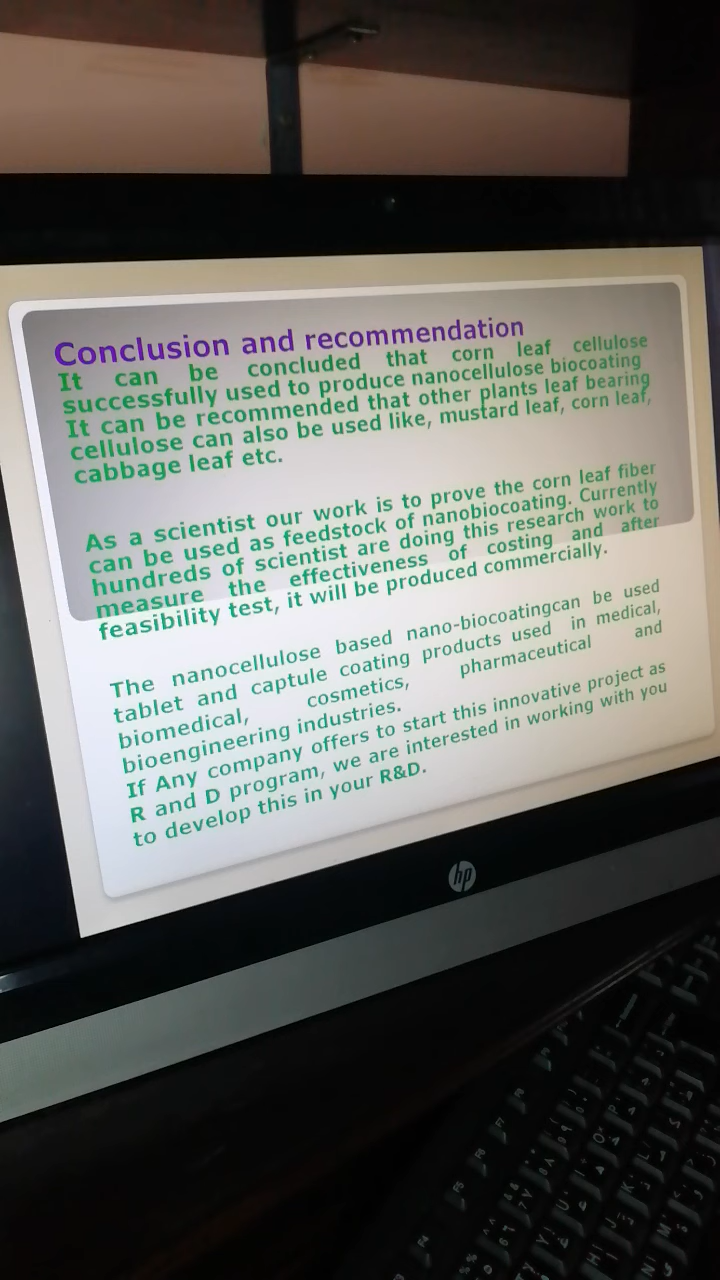 Conclusion and recommendation
It can be concluded that corn leaf cellulose
successfully used to produce nanocellulose biocoating
It can be recommended that other plants leaf bearing
cellulose can also be used like, mustard leaf, corn leaf,
cabbage leaf etc.
As a scientist our work is to prove the corn leaf fiber
can be used as feedstock of nanobiocoating. Currently
hundreds of scientist are doing this research work to
measure the effectiveness of costing and after
feasibility test, it will be produced commercially.
The nanocellulose based nano-biocoatingcan be used
tablet and captule coating products used in medical,
biomedical, cosmetics, pharmaceutical and
bioengineering industries.
If Any company offers to start this innovative project as
R and D program, we are interested in working with you
to develop this in your R&D.
hp